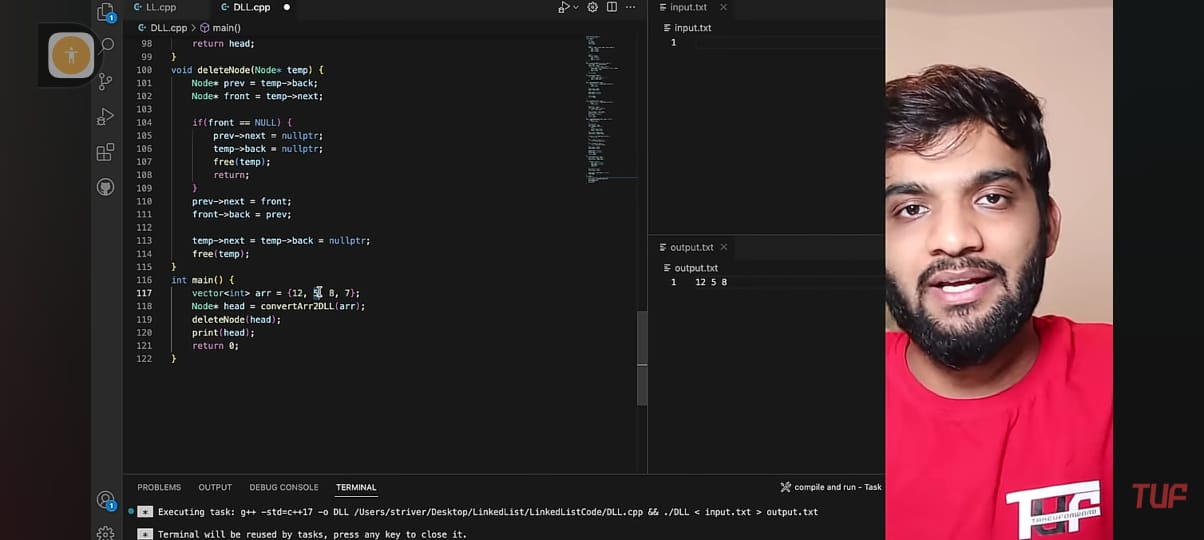 LL.cpp
DLL.cpp
DLL.cpp > main()
98 return head;
99 }
100 void deleteNode(Node* temp) {
101 Node* prev = temp->back;
102 Node* front = temp->next;
103
104 if(front == NULL) {
105 prev->next = nullptr;
106 temp->back = nullptr;
107 free(temp);
108 return;
109 }
110 prev->next = front;
111 front->back = prev;
112
113 temp->next = temp->back = nullptr;
114 free(temp);
115 }
116 int main() {
117 vector<int> arr = {12, 5, 8, 7};
118 Node* head = convertArr2DLL(arr);
119 deleteNode(head);
120 print(head);
121 return 0;
122 }
input.txt
input.txt
1
output.txt
output.txt
1 12 5 8
PROBLEMS OUTPUT DEBUG CONSOLE TERMINAL
compile and run - Task
* Executing task: g++ -std=c++17 -o DLL /Users/striver/Desktop/LinkedList/LinkedListCode/DLL.cpp && ./DLL < input.txt > output.txt
* Terminal will be reused by tasks, press any key to close it.
1
1
TUF
TAKEUFORWARD
TUF